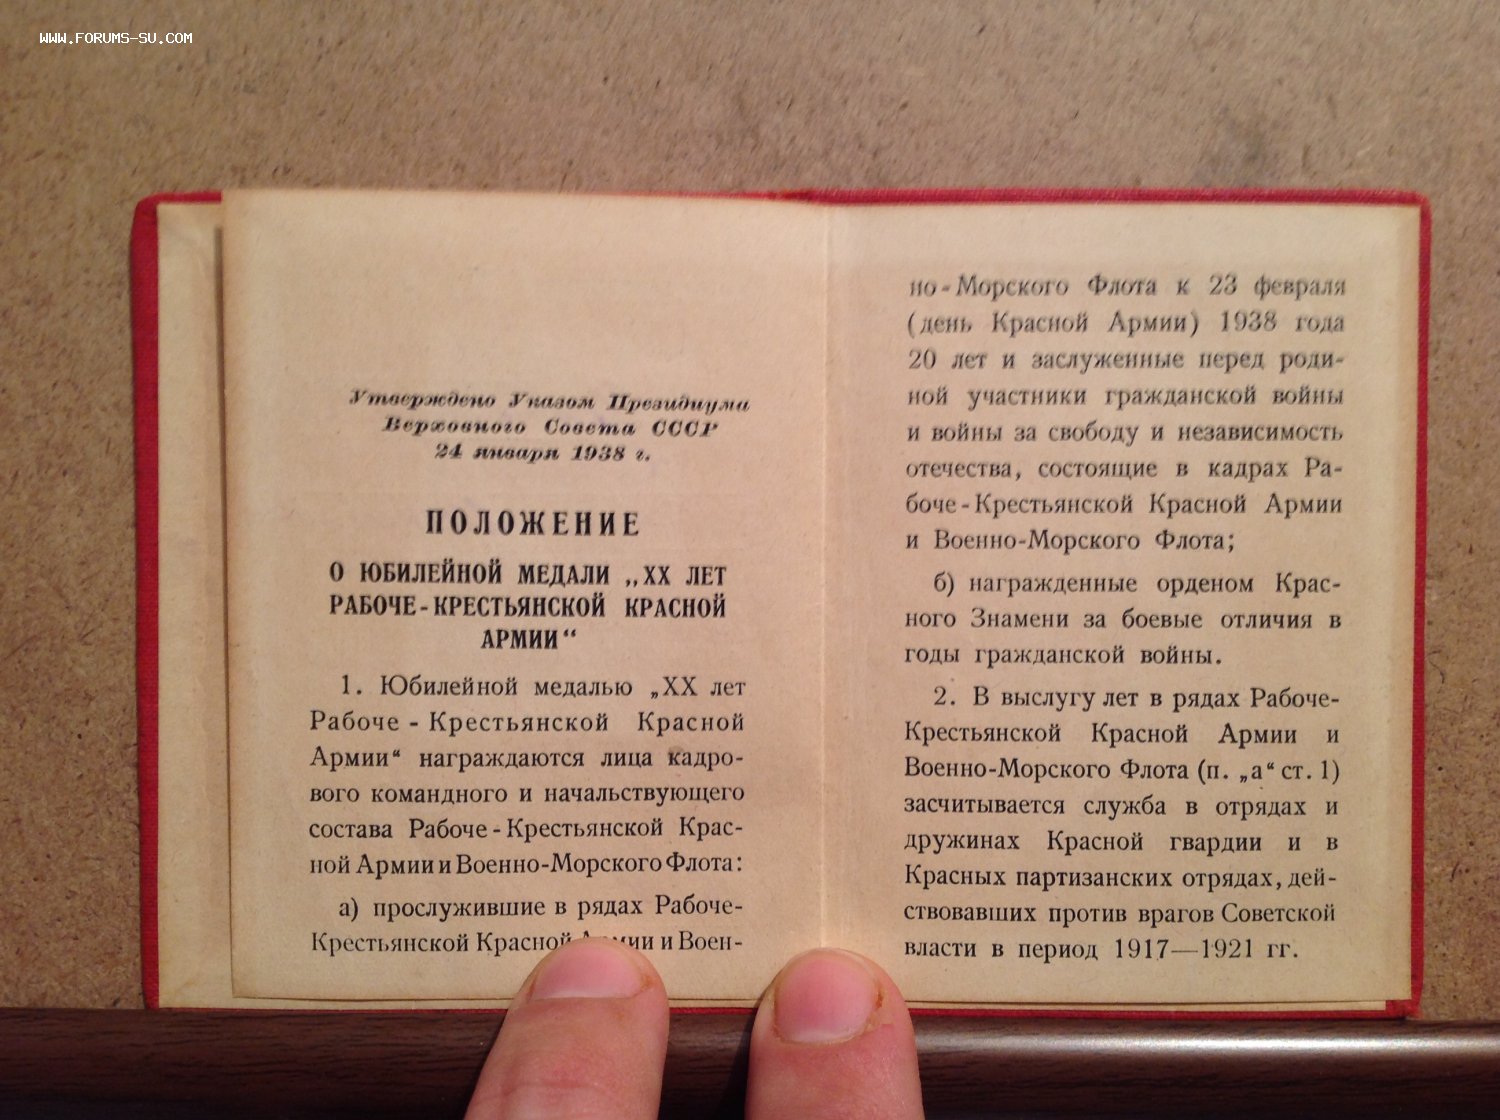 WWW.FORUMS-SU.COM
Утверждено Указом Президиума
Верховного Совета СССР
24 января 1938 г.
ПОЛОЖЕНИЕ
О ЮБИЛЕЙНОЙ МЕДАЛИ „XX ЛЕТ
РАБОЧЕ-КРЕСТЬЯНСКОЙ КРАСНОЙ
АРМИИ“
1. Юбилейной медалью „XX лет
Рабоче - Крестьянской Красной
Армии“ награждаются лица кадро-
вого командного и начальствующего
состава Рабоче-Крестьянской Крас-
ной Армии и Военно-Морского Флота:
а) прослужившие в рядах Рабоче-
Крестьянской Красной Армии и Воен-
но-Морского Флота к 23 февраля
(день Красной Армии) 1938 года
20 лет и заслуженные перед роди-
ной участники гражданской войны
и войны за свободу и независимость
отечества, состоящие в кадрах Ра-
боче-Крестьянской Красной Армии
и Военно-Морского Флота;
б) награжденные орденом Крас-
ного Знамени за боевые отличия в
годы гражданской войны.
2. В выслугу лет в рядах Рабоче-
Крестьянской Красной Армии и
Военно-Морского Флота (п. „а“ ст. 1)
засчитывается служба в отрядах и
дружинах Красной гвардии и в
Красных партизанских отрядах, дей-
ствовавших против врагов Советской
власти в период 1917—1921 гг.